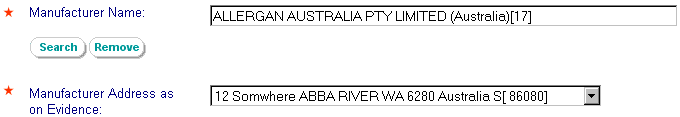 Manufacturer Name:
ALLERGAN AUSTRALIA PTY LIMITED (Australia)[17]
Search Remove
Manufacturer Address as
on Evidence:
12 Somwhere ABBA RIVER WA 6280 Australia S[ 86080]